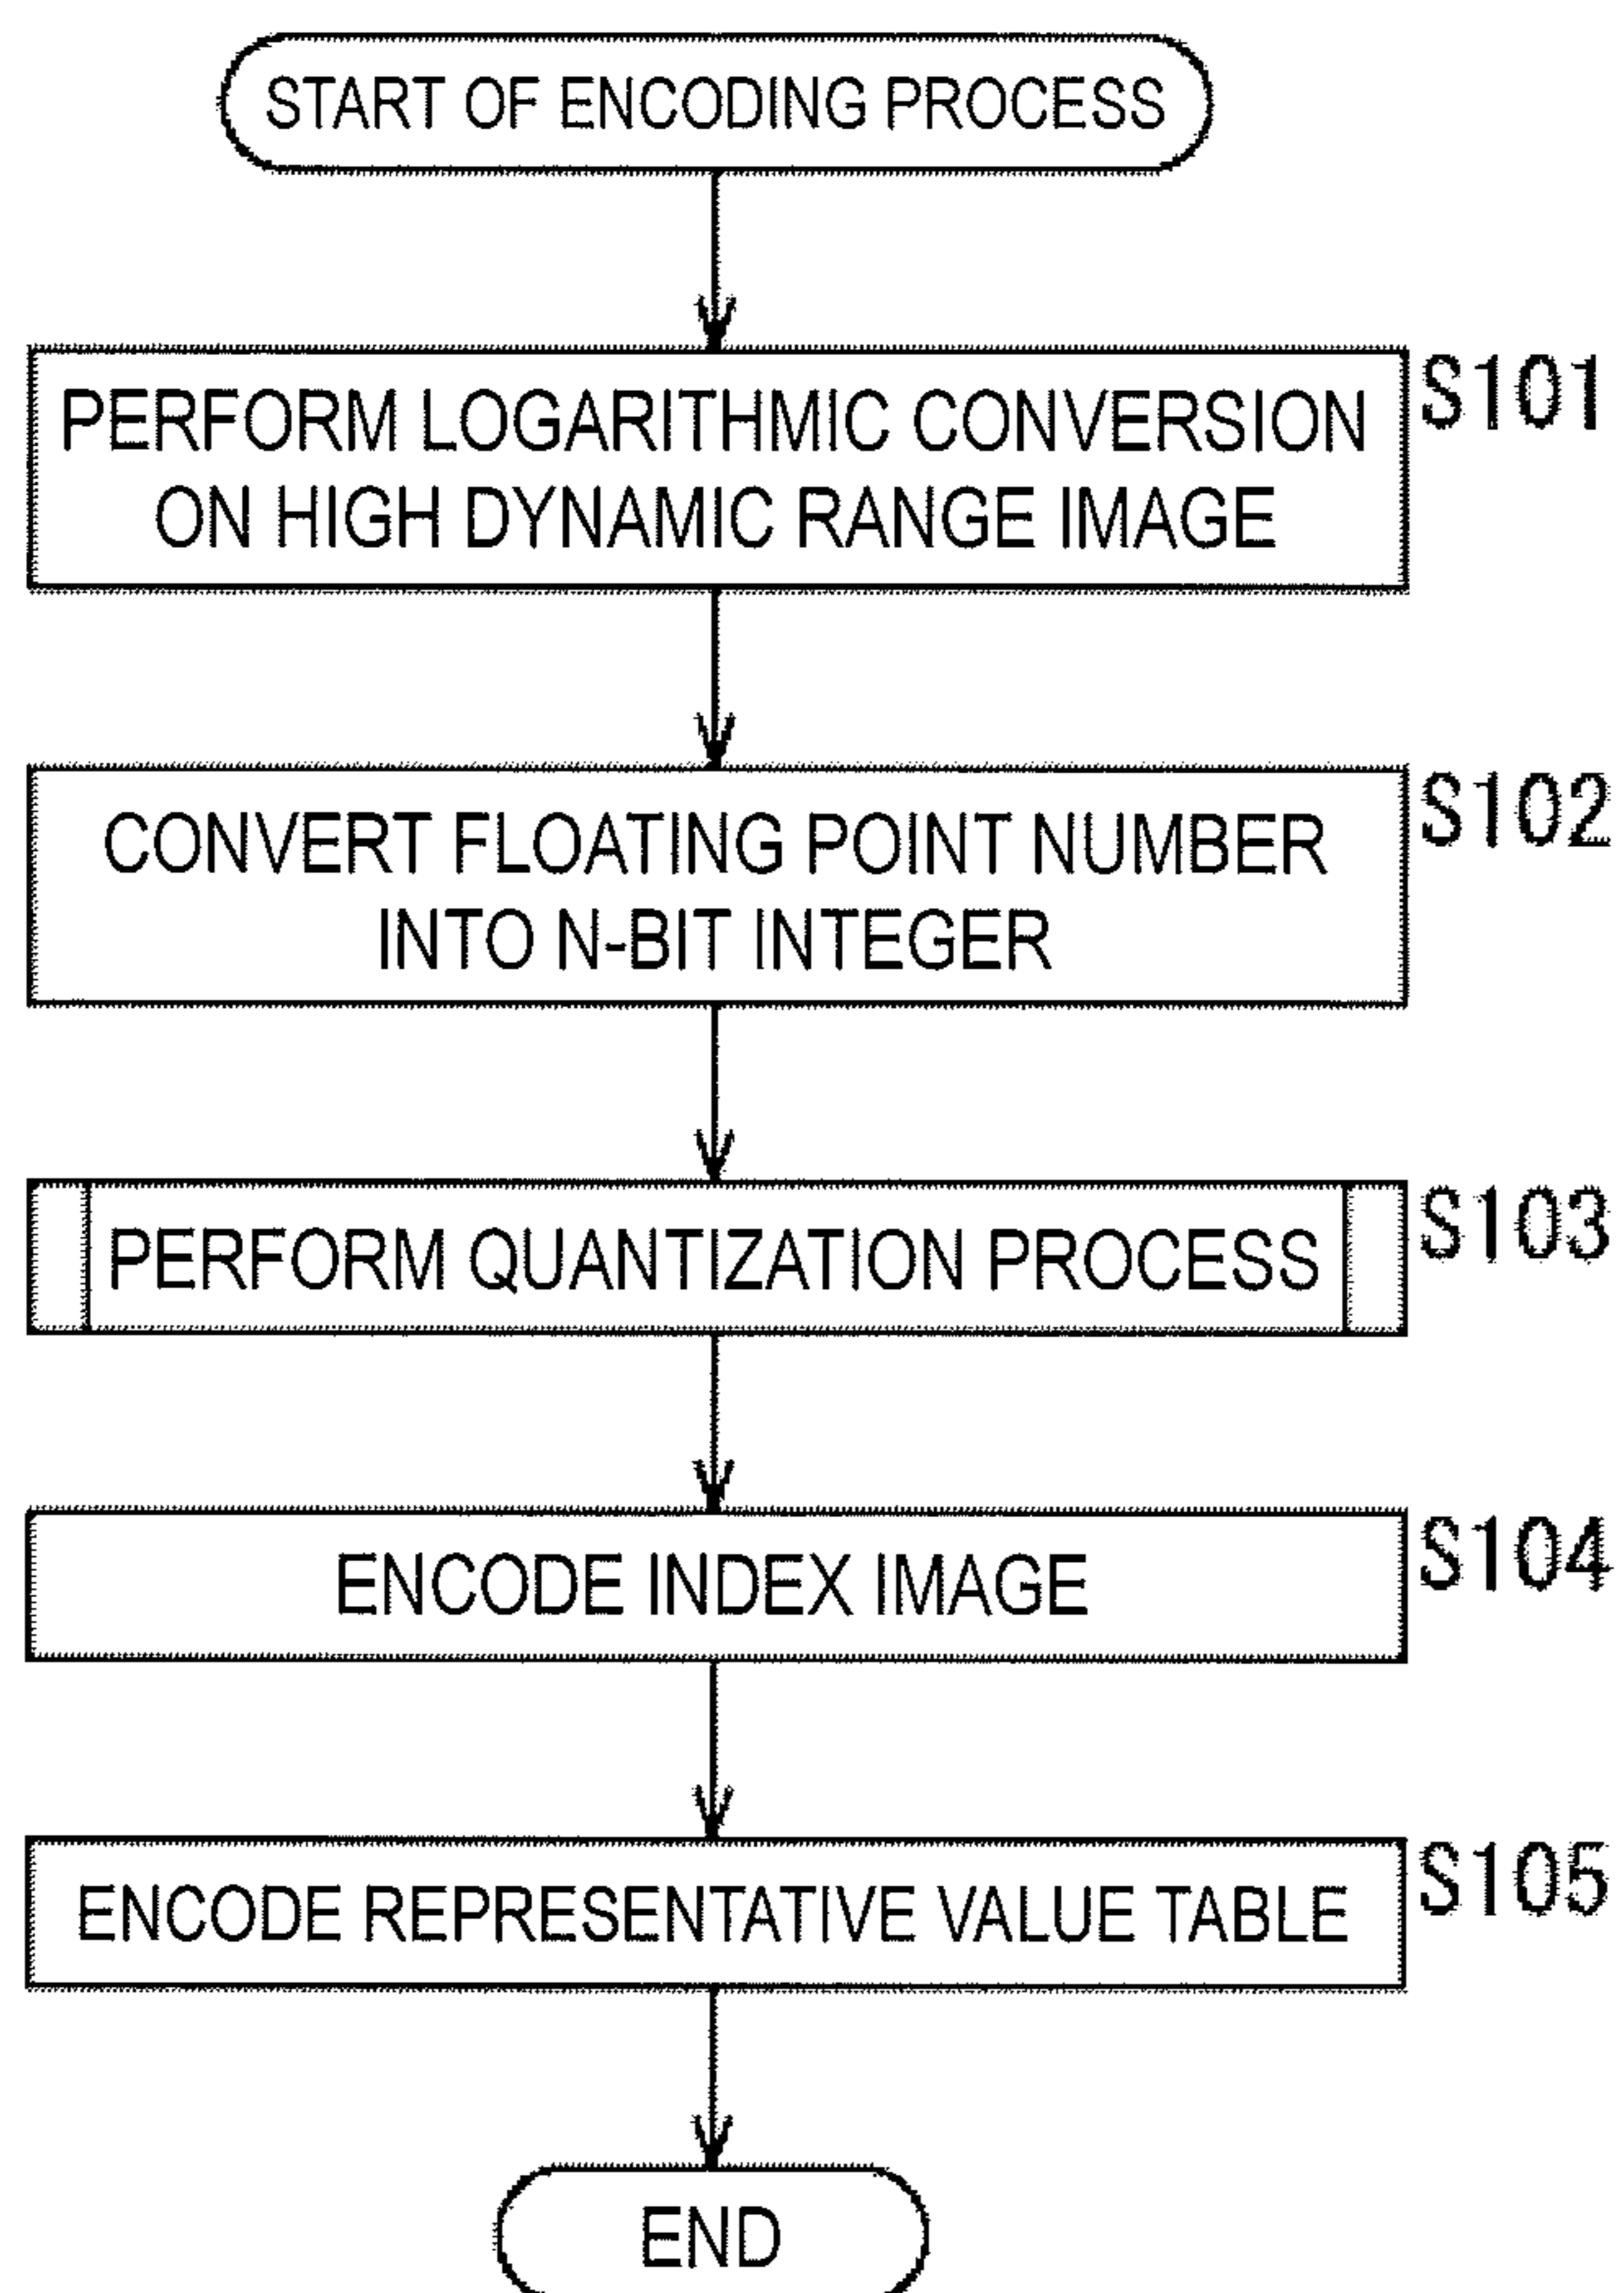 START OF ENCODING PROCESS
PERFORM LOGARITHMIC CONVERSION
ON HIGH DYNAMIC RANGE IMAGE
S101
CONVERT FLOATING POINT NUMBER
INTO N-BIT INTEGER
S102
PERFORM QUANTIZATION PROCESS
S103
ENCODE INDEX IMAGE
S104
ENCODE REPRESENTATIVE VALUE TABLE
S105
END